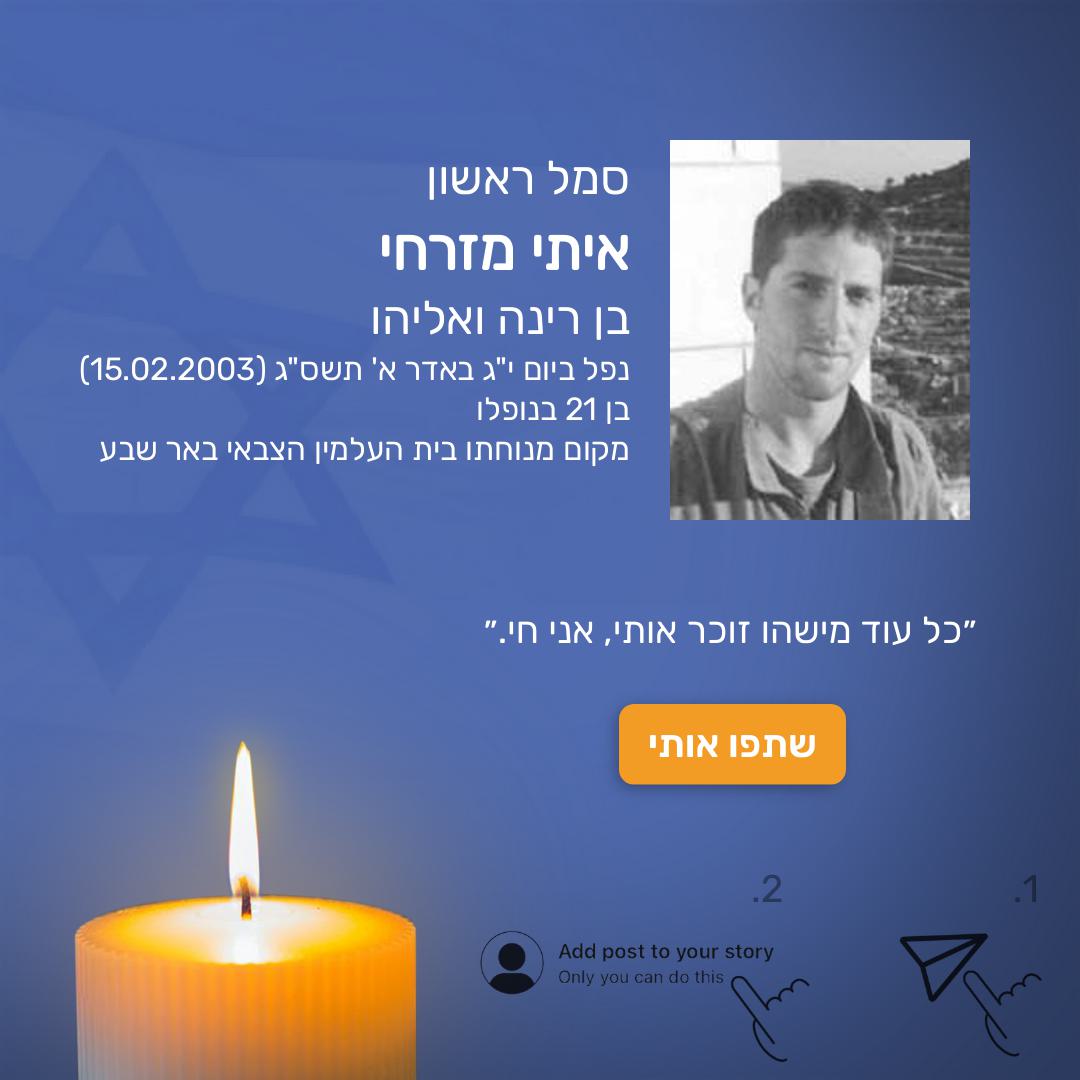 סמל ראשון
איתי מזרחי
בן רינה ואליהו
נפל ביום י"ג באדר א' תשס"ג (15.02.2003)
בן 21 בנופלו
מקום מנוחתו בית העלמין הצבאי באר שבע
״כל עוד מישהו זוכר אותי, אני חי.״
שתפו אותי
1.
2.
Add post to your story
Only you can do this